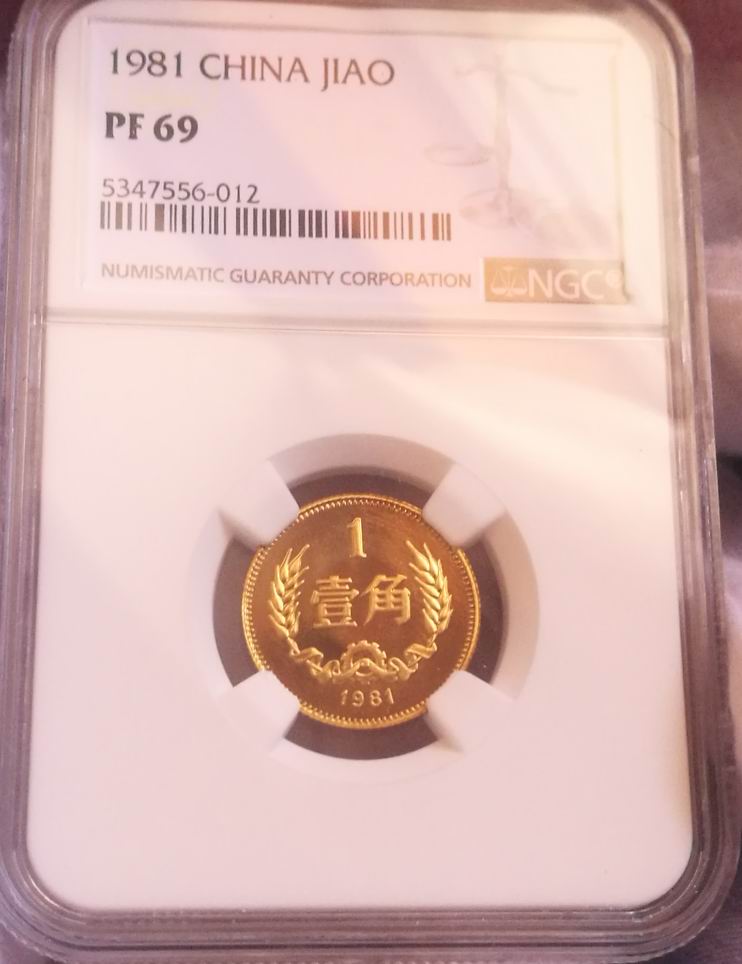 1981 CHINA JIAO
PF 69
5347556-012
NUMISMATIC GUARANTY CORPORATION
NGC®
1
壹角
1981